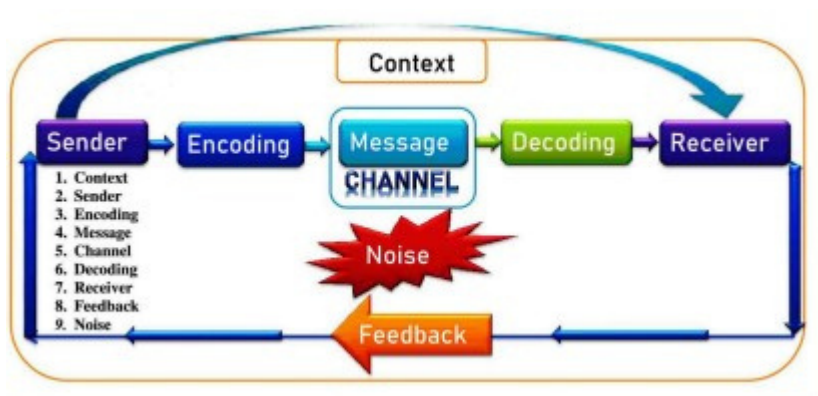 Context
Sender
Encoding
Message
Decoding
Receiver
CHANNEL
1. Context
2. Sender
3. Encoding
4. Message
5. Channel
6. Decoding
7. Receiver
8. Feedback
9. Noise
Noise
Feedback